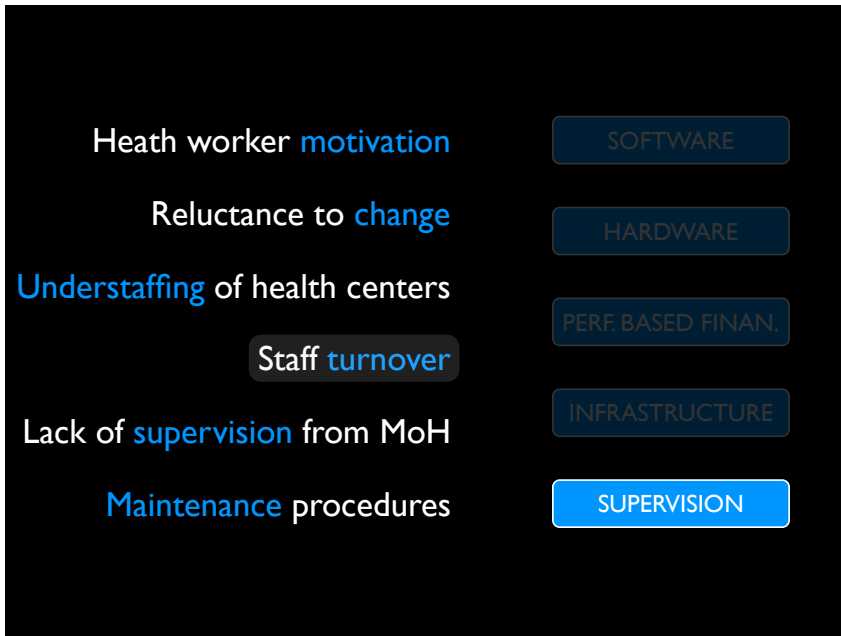 Heath worker motivation
Reluctance to change
Understaffing of health centers
Staff turnover
Lack of supervision from MoH
Maintenance procedures
SOFTWARE
HARDWARE
PERF. BASED FINAN.
INFRASTRUCTURE
SUPERVISION